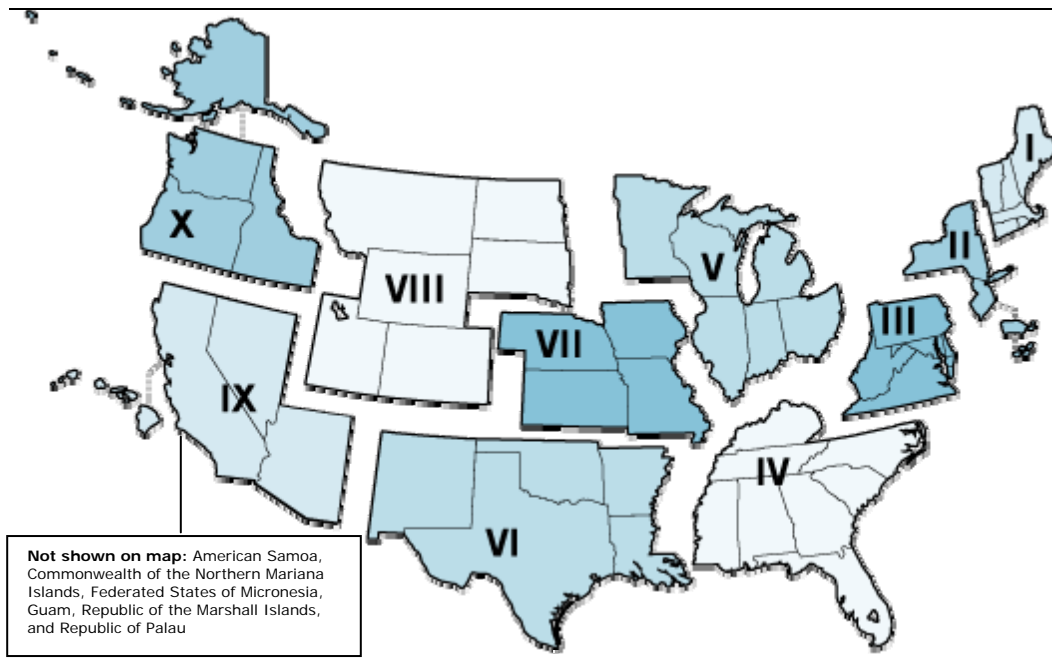 I
II
X
V
VIII
III
VII
IX
IV
VI
Not shown on map: American Samoa,
Commonwealth of the Northern Mariana
Islands, Federated States of Micronesia,
Guam, Republic of the Marshall Islands,
and Republic of Palau